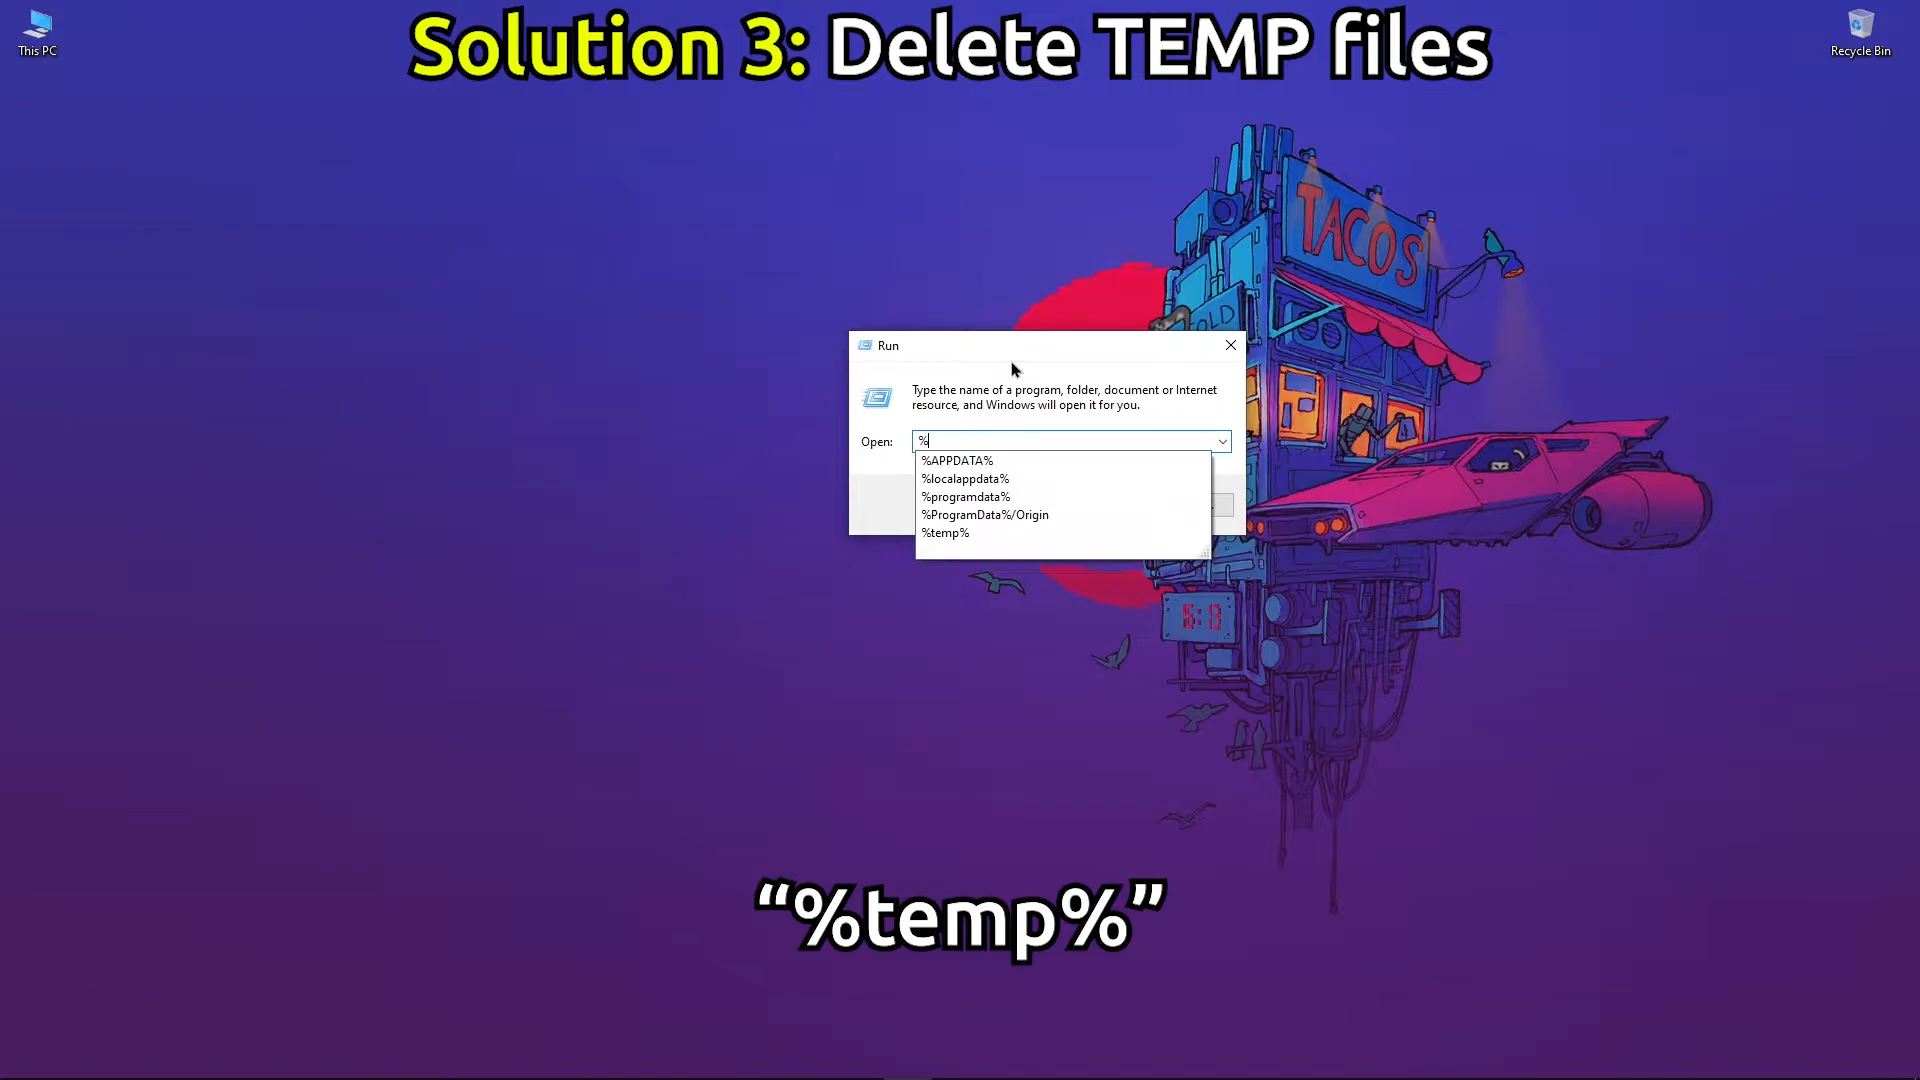 Solution 3: Delete TEMP files
This PC
Recycle Bin
TACOS
OLD
Run
Type the name of a program, folder, document or Internet
resource, and Windows will open it for you.
Open:
%
%APPDATA%
%localappdata%
%programdata%
%ProgramData%/Origin
%temp%
“%temp%”